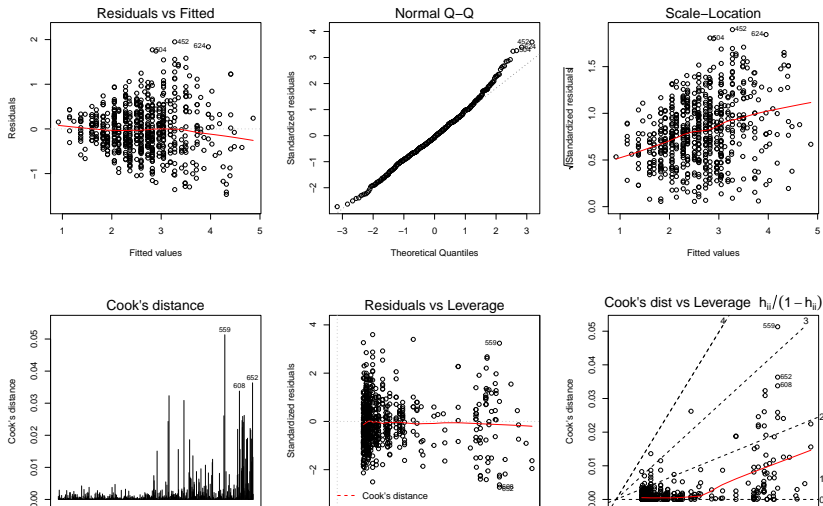 Residuals vs Fitted
Residuals
2
1
0
−1
452
504
624
1 2 3 4 5
Fitted values
Normal Q−Q
Standardized residuals
4
3
2
1
0
−1
−2
452
624
504
−3 −2 −1 0 1 2 3
Theoretical Quantiles
Scale−Location
√|Standardized residuals|
1.5
1.0
0.5
0.0
452
504
624
1 2 3 4 5
Fitted values
Cook's distance
Cook's distance
0.05
0.04
0.03
0.02
0.01
0.00
559
652
608
Residuals vs Leverage
Standardized residuals
4
2
0
−2
559
Cook's distance
Cook's dist vs Leverage hii/(1−hii)
Cook's distance
0.05
0.04
0.03
0.02
0.01
0.00
4
3
2
1
0
559
652
608